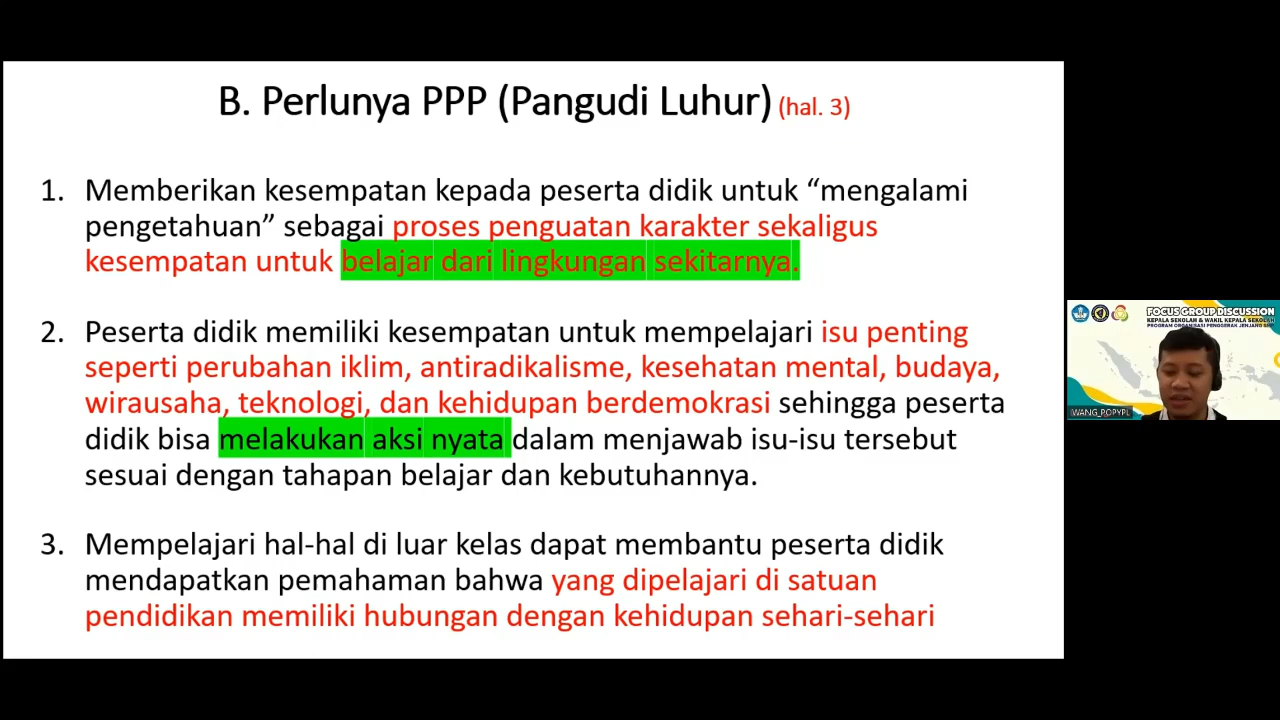 B. Perlunya PPP (Pangudi Luhur) (hal. 3)
1. Memberikan kesempatan kepada peserta didik untuk “mengalami
pengetahuan” sebagai proses penguatan karakter sekaligus
kesempatan untuk belajar dari lingkungan sekitarnya.
2. Peserta didik memiliki kesempatan untuk mempelajari isu penting
seperti perubahan iklim, antiradikalisme, kesehatan mental, budaya,
wirausaha, teknologi, dan kehidupan berdemokrasi sehingga peserta
didik bisa melakukan aksi nyata dalam menjawab isu-isu tersebut
sesuai dengan tahapan belajar dan kebutuhannya.
3. Mempelajari hal-hal di luar kelas dapat membantu peserta didik
mendapatkan pemahaman bahwa yang dipelajari di satuan
pendidikan memiliki hubungan dengan kehidupan sehari-sehari
FOCUS GROUP DISCUSSION
KEPALA SEKOLAH & WAKIL KEPALA SEKOLAH
PROGRAM ORGANISASI PENGGERAK JENJANG SMP
IWANG_POPYPL